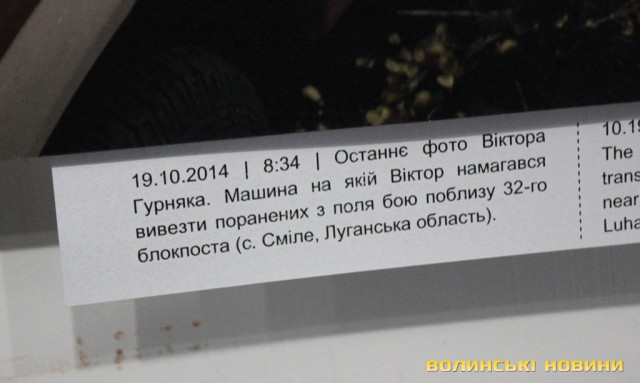 19.10.2014 | 8:34 | Останнє фото Віктора
Гурняка. Машина на якій Віктор намагався
вивезти поранених з поля бою поблизу 32-го
блокпоста (с. Сміле, Луганська область).
10.19
The
trans
near
Luha
ВОЛИНСЬКІ НОВИНИ